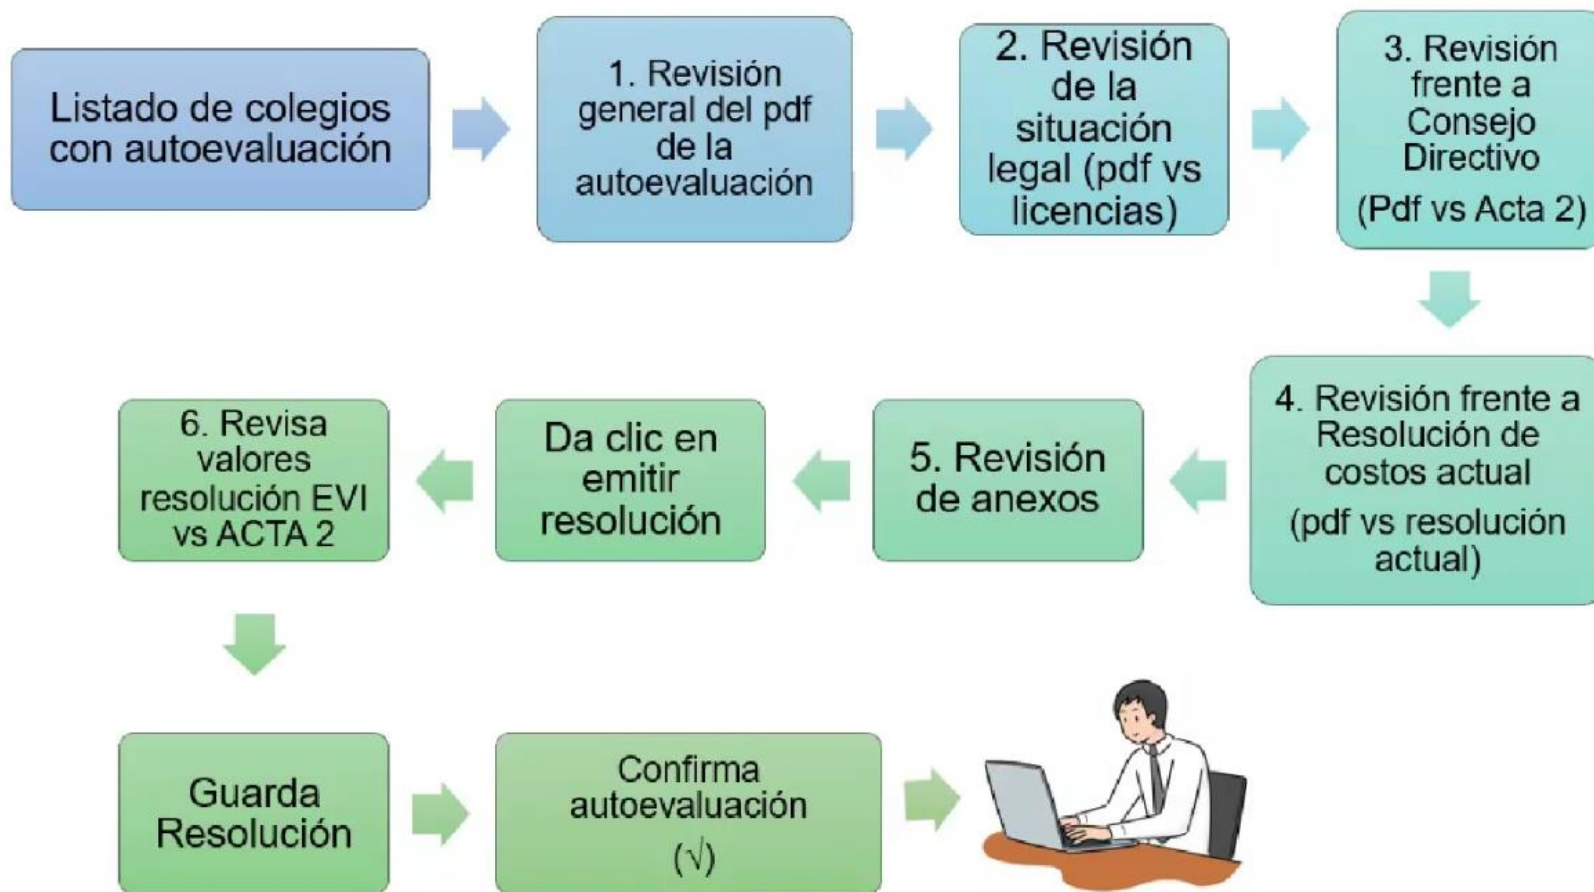 Listado de colegios
con autoevaluación
1. Revisión
general del pdf
de la
autoevaluación
2. Revisión
de la
situación
legal (pdf vs
licencias)
3. Revisión
frente a
Consejo
Directivo
(Pdf vs Acta 2)
4. Revisión frente a
Resolución de
costos actual
(pdf vs resolución
actual)
5. Revisión
de anexos
Da clic en
emitir
resolución
6. Revisa
valores
resolución EVI
vs ACTA 2
Guarda
Resolución
Confirma
autoevaluación
(√)